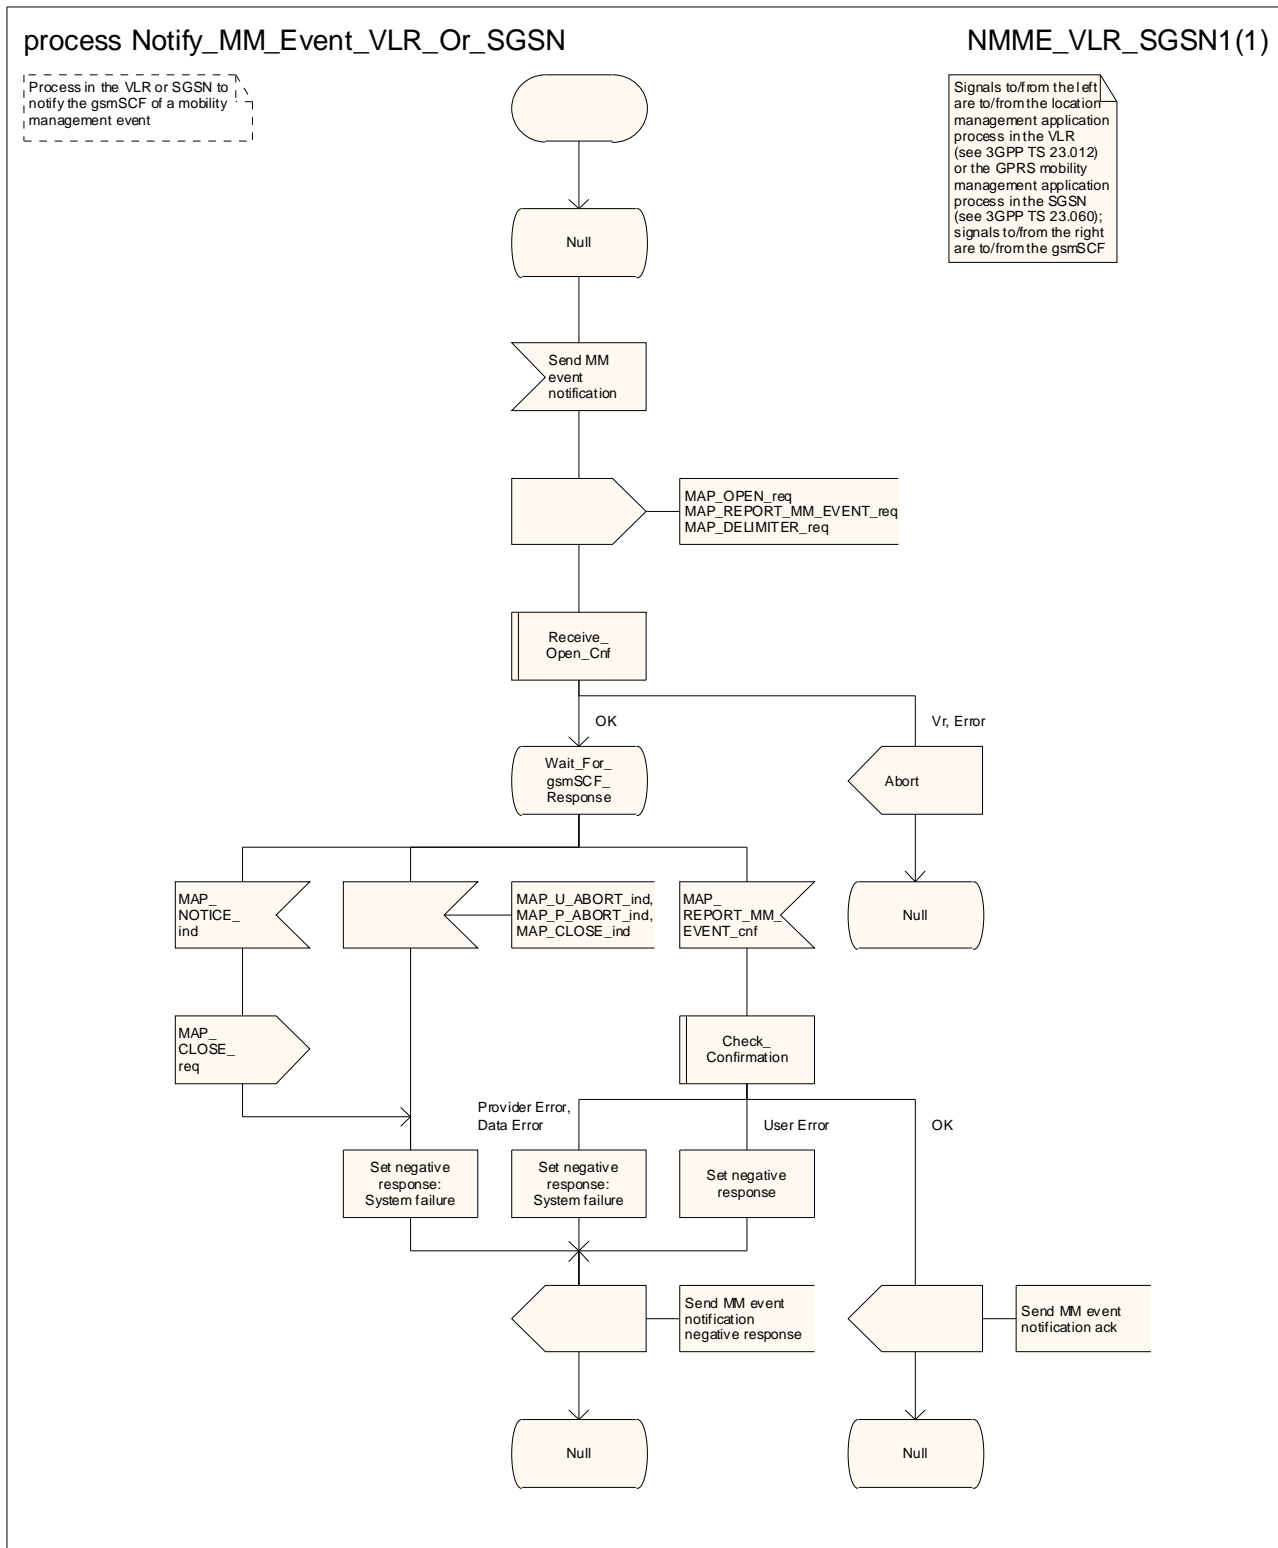 process Notify_MM_Event_VLR_Or_SGSN
NMME_VLR_SGSN1(1)
Process in the VLR or SGSN to
notify the gsmSCF of a mobility
management event
Signals to/from the left
are to/from the location
management application
process in the VLR
(see 3GPP TS 23.012)
or the GPRS mobility
management application
process in the SGSN
(see 3GPP TS 23.060);
signals to/from the right
are to/from the gsmSCF
Null
Send MM
event
notification
MAP_OPEN_req
MAP_REPORT_MM_EVENT_req
MAP_DELIMITER_req
Receive_
Open_Cnf
OK
Vr, Error
Wait_For_
gsmSCF_
Response
Abort
MAP_
NOTICE_
ind
MAP_U_ABORT_ind,
MAP_P_ABORT_ind,
MAP_CLOSE_ind
MAP_
REPORT_MM_
EVENT_cnf
Null
MAP_
CLOSE_
req
Check_
Confirmation
Provider Error,
Data Error
User Error
OK
Set negative
response:
System failure
Set negative
response:
System failure
Set negative
response
Send MM event
notification
negative response
Send MM event
notification ack
Null
Null